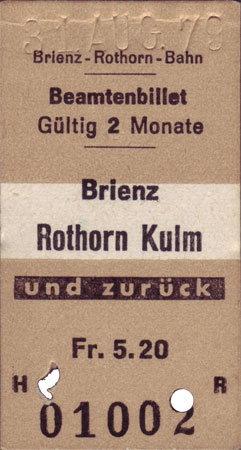 31.AUG.79
Brienz-Rothorn-Bahn
Beamtenbillet
Gültig 2 Monate
Brienz
Rothorn Kulm
und zurück
Fr. 5.20
H R
01002